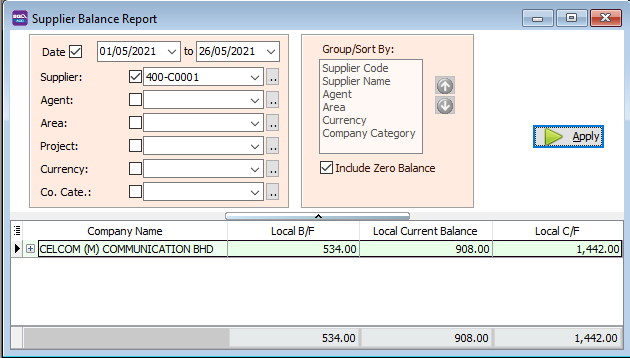 Supplier Balance Report
Date 01/05/2021 to 26/05/2021
Supplier: 400-C0001 ..
Agent: ..
Area: ..
Project: ..
Currency: ..
Co. Cate.: ..
Group/Sort By:
Supplier Code
Supplier Name
Agent
Area
Currency
Company Category
Include Zero Balance
Apply
Company Name Local B/F Local Current Balance Local C/F
CELCOM (M) COMMUNICATION BHD 534.00 908.00 1,442.00
534.00 908.00 1,442.00